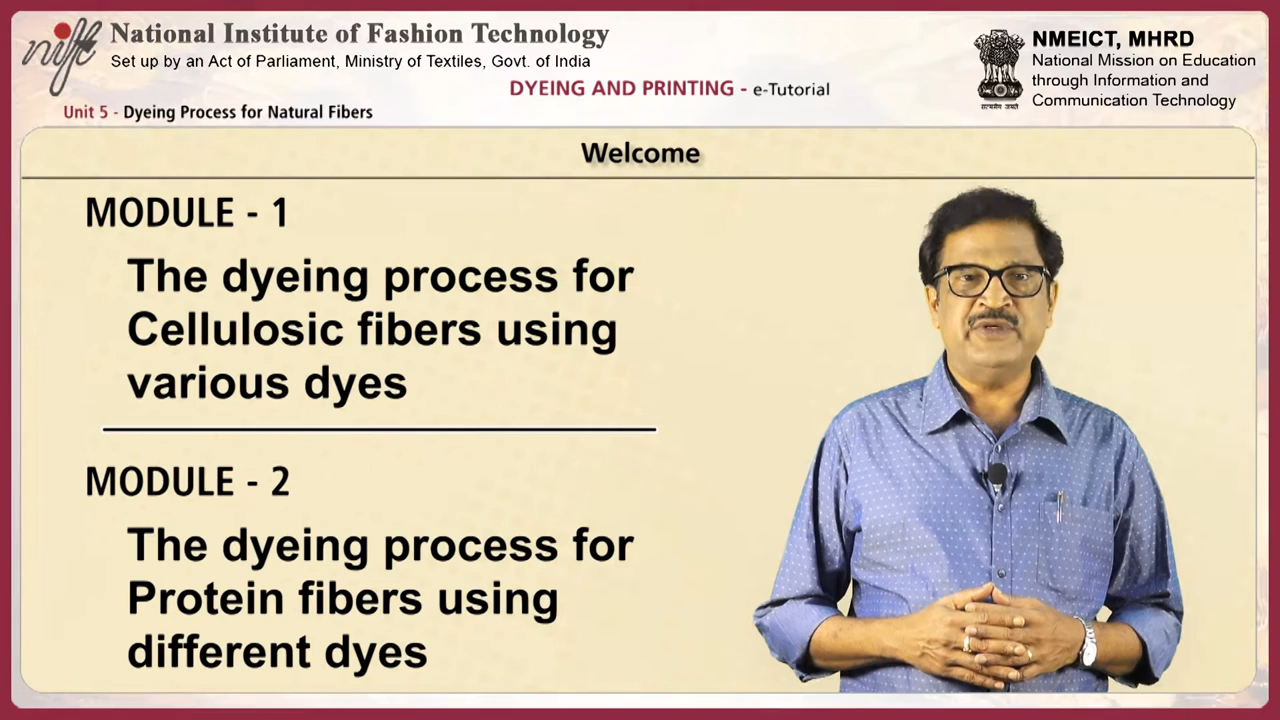 nift
National Institute of Fashion Technology
Set up by an Act of Parliament, Ministry of Textiles, Govt. of India
DYEING AND PRINTING - e-Tutorial
Unit 5 - Dyeing Process for Natural Fibers
सत्यमेव जयते
NMEICT, MHRD
National Mission on Education
through Information and
Communication Technology
Welcome
MODULE - 1
The dyeing process for
Cellulosic fibers using
various dyes
MODULE - 2
The dyeing process for
Protein fibers using
different dyes